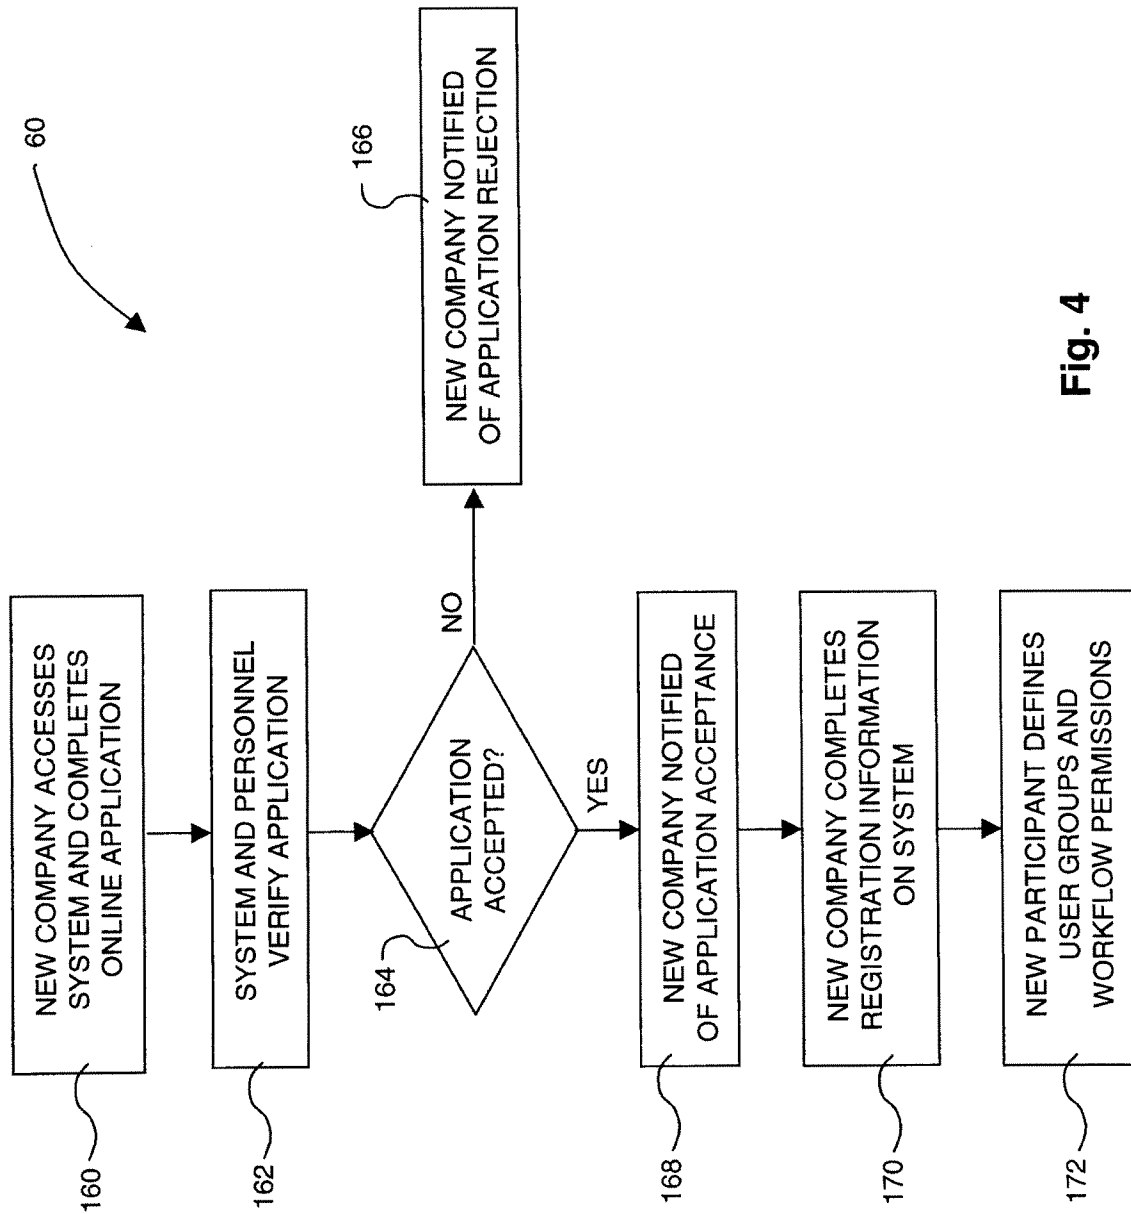 60
NEW COMPANY ACCESSES
SYSTEM AND COMPLETES
ONLINE APPLICATION
160
SYSTEM AND PERSONNEL
VERIFY APPLICATION
162
APPLICATION
ACCEPTED?
164
NO
NEW COMPANY NOTIFIED
OF APPLICATION REJECTION
166
YES
NEW COMPANY NOTIFIED
OF APPLICATION ACCEPTANCE
168
NEW COMPANY COMPLETES
REGISTRATION INFORMATION
ON SYSTEM
170
NEW PARTICIPANT DEFINES
USER GROUPS AND
WORKFLOW PERMISSIONS
172
Fig. 4